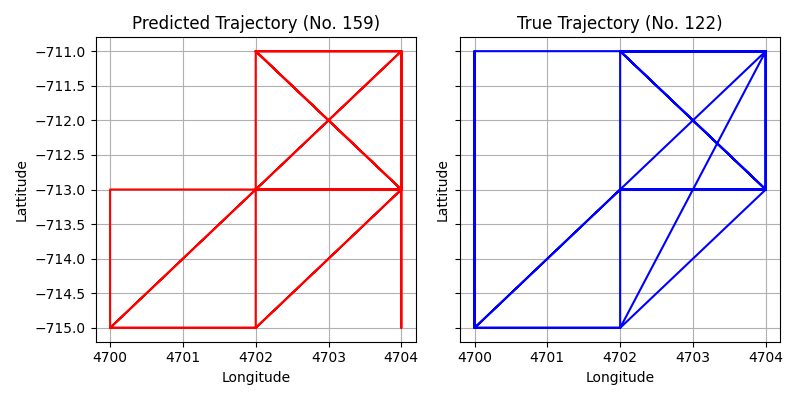 Predicted Trajectory (No. 159)
−711.0
−711.5
−712.0
−712.5
−713.0
−713.5
−714.0
−714.5
−715.0
Lattitude
4700 4701 4702 4703 4704
Longitude
True Trajectory (No. 122)
Lattitude
4700 4701 4702 4703 4704
Longitude